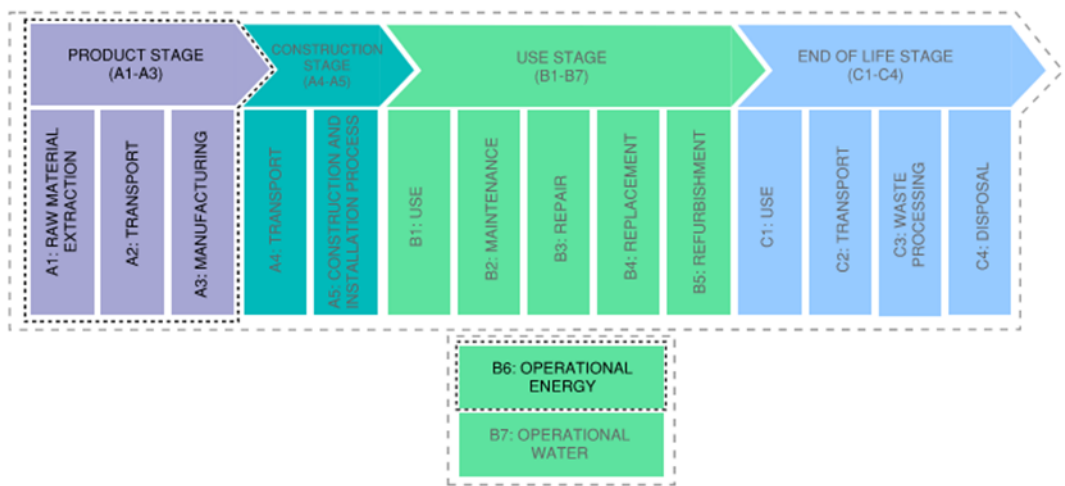 PRODUCT STAGE
(A1-A3)
CONSTRUCTION
STAGE
(A4-A5)
USE STAGE
(B1-B7)
END OF LIFE STAGE
(C1-C4)
A1: RAW MATERIAL
EXTRACTION
A2: TRANSPORT
A3: MANUFACTURING
A4: TRANSPORT
A5: CONSTRUCTION AND
INSTALLATION PROCESS
B1: USE
B2: MAINTENANCE
B3: REPAIR
B4: REPLACEMENT
B5: REFURBISHMENT
C1: USE
C2: TRANSPORT
C3: WASTE
PROCESSING
C4: DISPOSAL
B6: OPERATIONAL
ENERGY
B7: OPERATIONAL
WATER